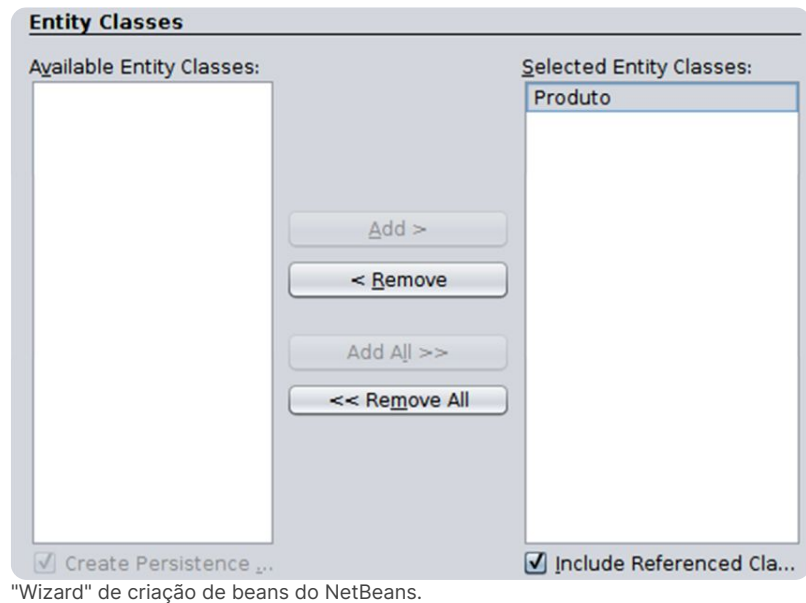 Entity Classes
Available Entity Classes:
Selected Entity Classes:
Produto
Add >
< Remove
Add All >>
<< Remove All
Create Persistence ...
Include Referenced Cla...
"Wizard" de criação de beans do NetBeans.